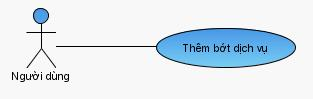 Thêm bớt dịch vụ
Người dùng